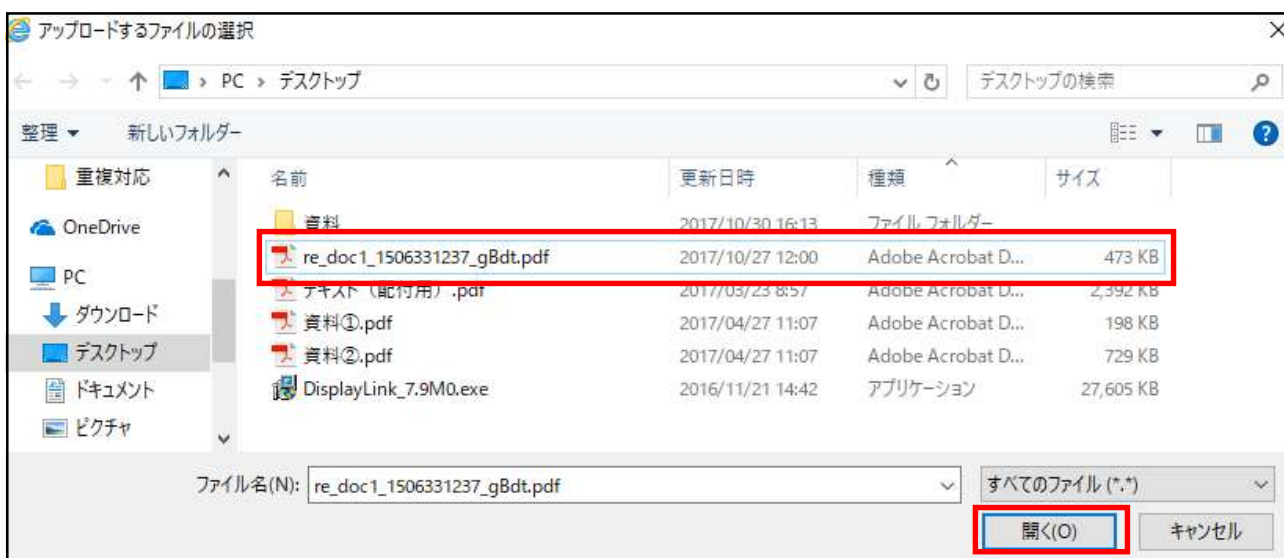 アップロードするファイルの選択
PC › デスクトップ
デスクトップの検索
整理
新しいフォルダー
重複対応
OneDrive
PC
ダウンロード
デスクトップ
ドキュメント
ピクチャ
名前 更新日時 種類 サイズ
資料 2017/10/30 16:13 ファイル フォルダー
re_doc1_1506331237_gBdt.pdf 2017/10/27 12:00 Adobe Acrobat D... 473 KB
テキスト（配付用）.pdf 2017/03/23 8:57 Adobe Acrobat D... 2,392 KB
資料①.pdf 2017/04/27 11:07 Adobe Acrobat D... 198 KB
資料②.pdf 2017/04/27 11:07 Adobe Acrobat D... 729 KB
DisplayLink_7.9M0.exe 2016/11/21 14:42 アプリケーション 27,605 KB
ファイル名(N): re_doc1_1506331237_gBdt.pdf
すべてのファイル (*.*)
開く(O)
キャンセル